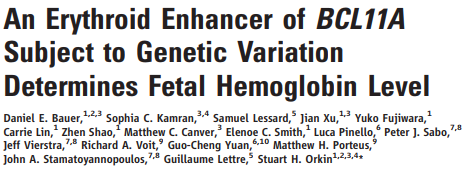 An Erythroid Enhancer of BCL11A
Subject to Genetic Variation
Determines Fetal Hemoglobin Level
Daniel E. Bauer,1,2,3 Sophia C. Kamran,3,4 Samuel Lessard,5 Jian Xu,1,3 Yuko Fujiwara,1
Carrie Lin,1 Zhen Shao,1 Matthew C. Canver,3 Elenoe C. Smith,1 Luca Pinello,6 Peter J. Sabo,7,8
Jeff Vierstra,7,8 Richard A. Voit,9 Guo-Cheng Yuan,6,10 Matthew H. Porteus,9
John A. Stamatoyannopoulos,7,8 Guillaume Lettre,5 Stuart H. Orkin1,2,3,4*